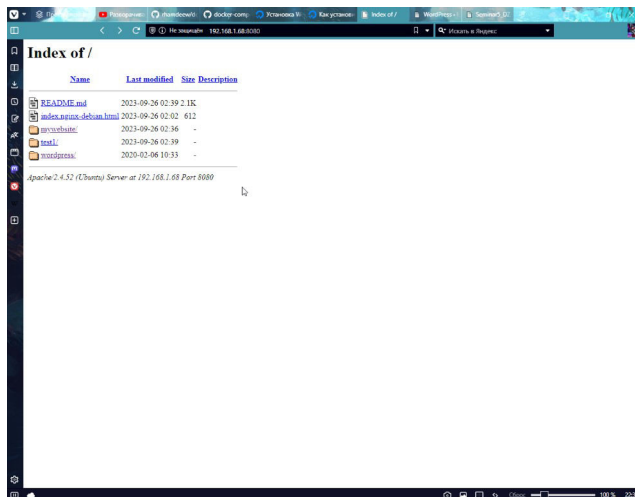 Index of /
docker-comp
Установка W
Как установ
Index of /
WordPress
Не защищён 192.168.1.68:8080
Искать в Яндекс
Index of /
Name Last modified Size Description
README.md 2023-09-26 02:39 2.1K
index.nginx-debian.html 2023-09-26 02:02 612
mywebsite/ 2023-09-26 02:36 -
test1/ 2023-09-26 02:39 -
wordpress/ 2020-02-06 10:33 -
Apache/2.4.52 (Ubuntu) Server at 192.168.1.68 Port 8080
Сброс 100 %